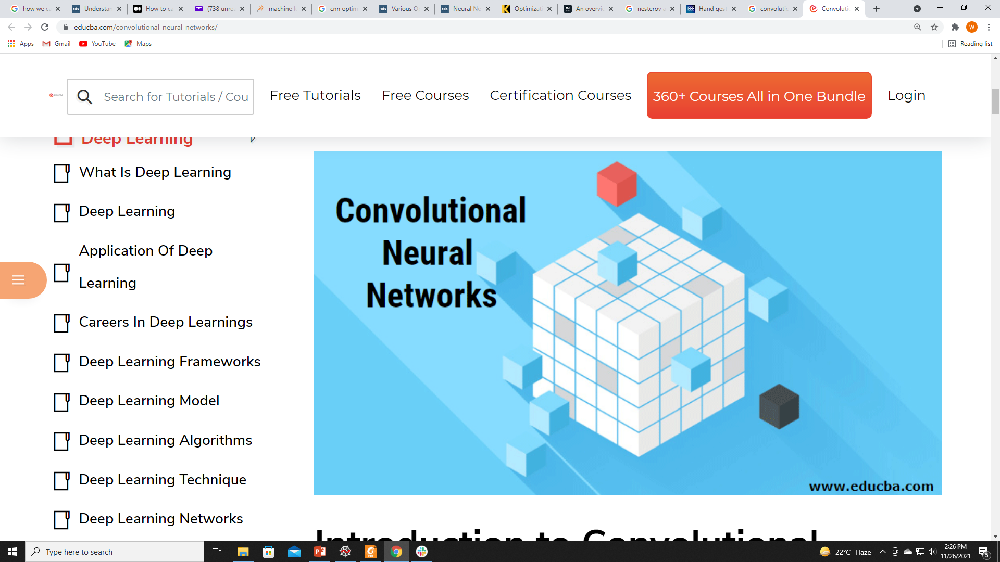 how we ca
Understan
How to ca
(738 unrea
machine l
cnn optim
Various O
Neural Ne
Optimizat
An overvie
nesterov a
Hand gest
convolutio
Convoluti
educba.com/convolutional-neural-networks/
W
Apps
Gmail
YouTube
Maps
Reading list
EDUCBA
Search for Tutorials / Cou
Free Tutorials
Free Courses
Certification Courses
360+ Courses All in One Bundle
Login
Deep Learning
What Is Deep Learning
Deep Learning
Application Of Deep
Learning
Careers In Deep Learnings
Deep Learning Frameworks
Deep Learning Model
Deep Learning Algorithms
Deep Learning Technique
Deep Learning Networks
Convolutional
Neural
Networks
www.educba.com
Introduction to Convolutional
Type here to search
22°C Haze
2:26 PM
11/26/2021
5